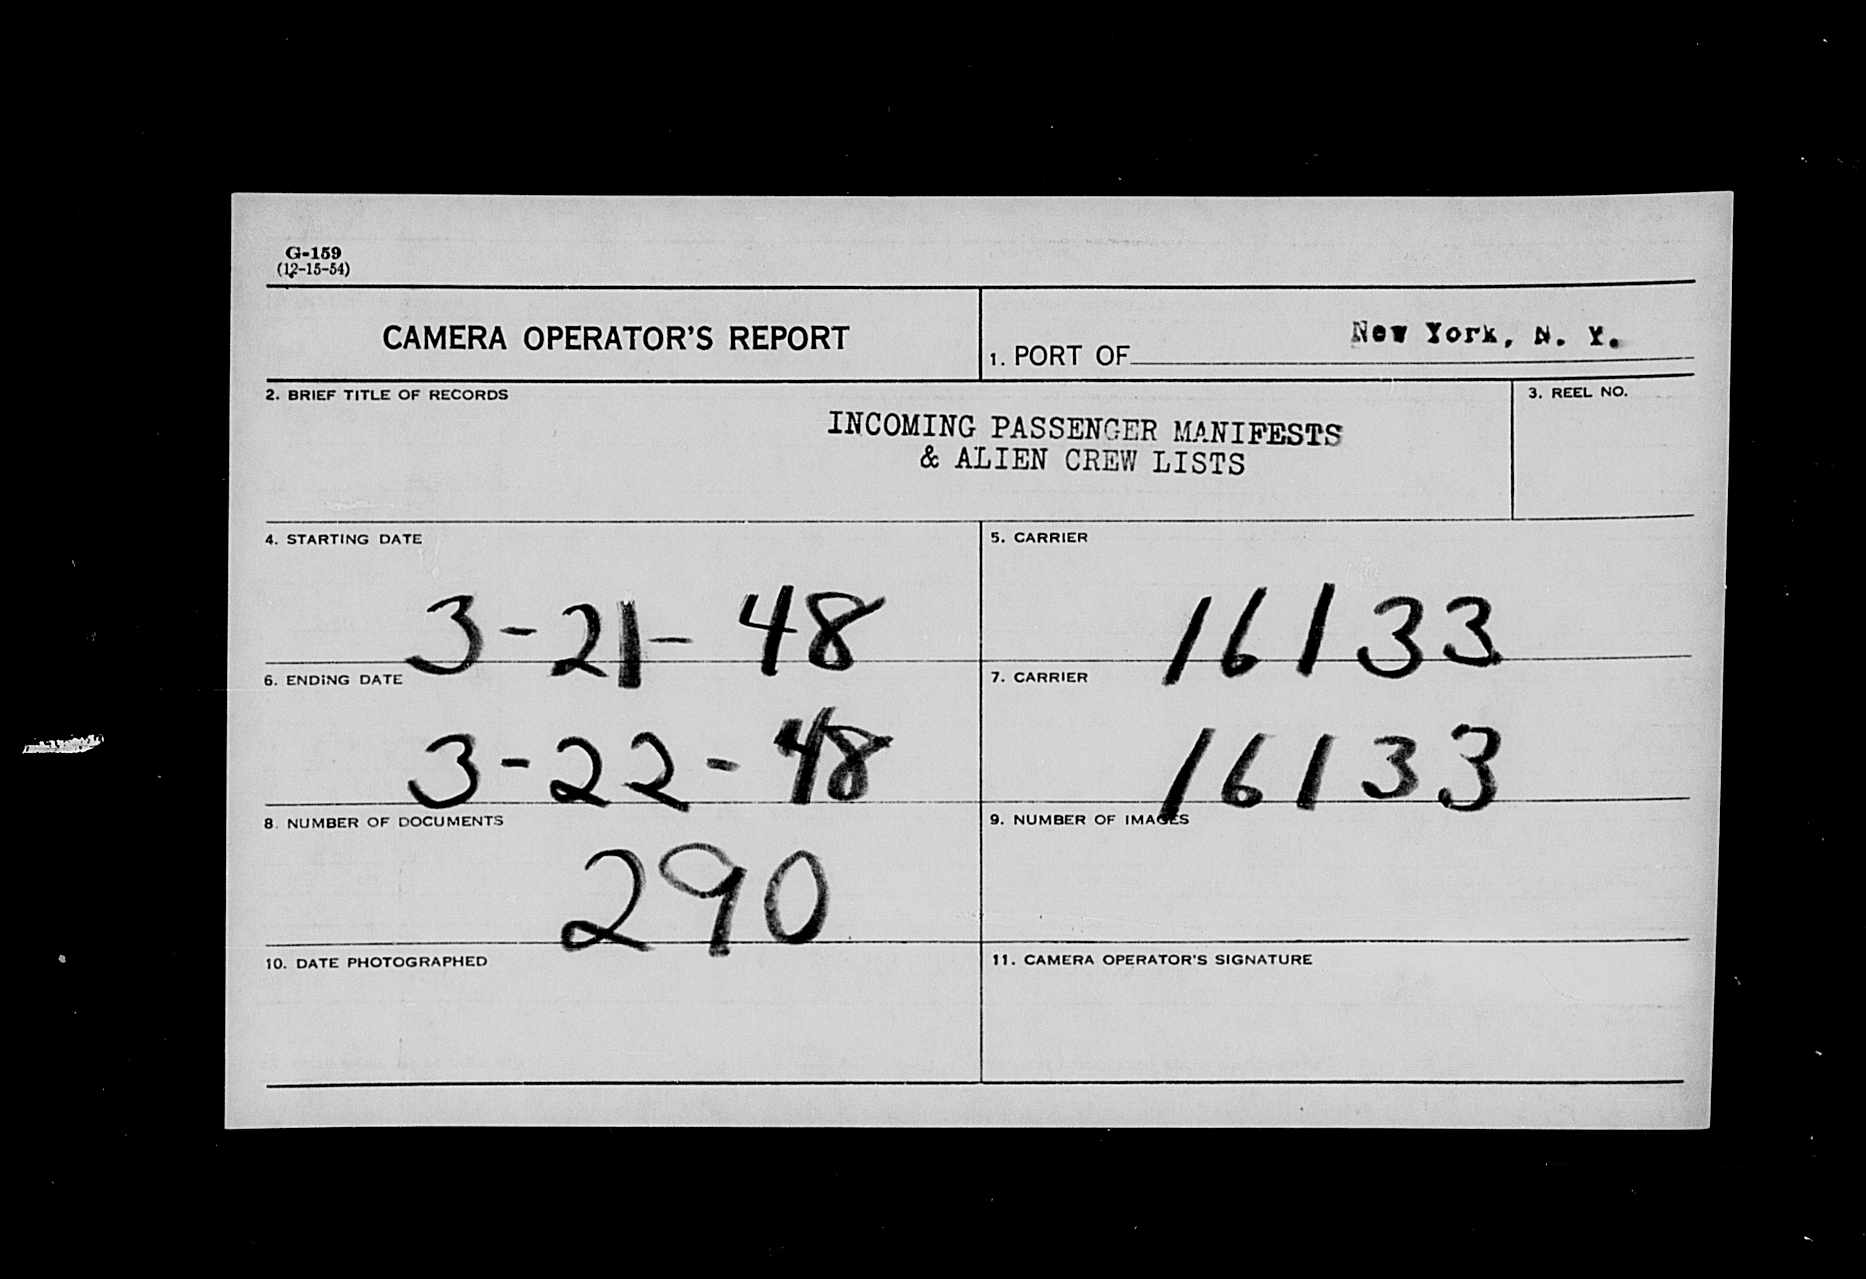 G-159
(12-15-54)
CAMERA OPERATOR'S REPORT
1. PORT OF New York, N. Y.
2. BRIEF TITLE OF RECORDS
INCOMING PASSENGER MANIFESTS
& ALIEN CREW LISTS
3. REEL NO.
4. STARTING DATE
3-21-48
5. CARRIER
16133
6. ENDING DATE
3-22-48
7. CARRIER
16133
8. NUMBER OF DOCUMENTS
290
9. NUMBER OF IMAGES
10. DATE PHOTOGRAPHED
11. CAMERA OPERATOR'S SIGNATURE